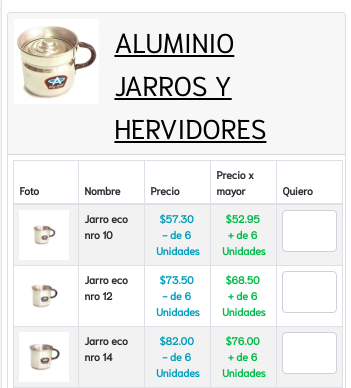 ALUMINIO
JARROS Y
HERVIDORES
Foto Nombre Precio Precio x mayor Quiero
Jarro eco nro 10 $57.30 - de 6 Unidades $52.95 + de 6 Unidades
Jarro eco nro 12 $73.50 - de 6 Unidades $68.50 + de 6 Unidades
Jarro eco nro 14 $82.00 - de 6 Unidades $76.00 + de 6 Unidades